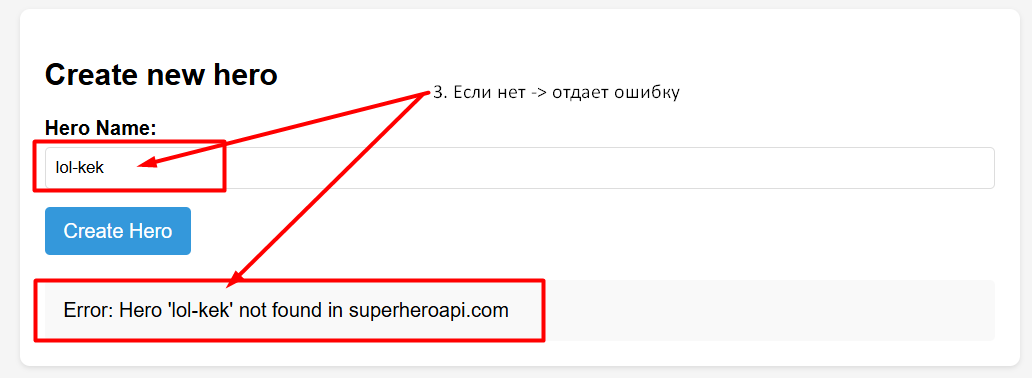 Create new hero
3. Если нет -> отдает ошибку
Hero Name:
lol-kek
Create Hero
Error: Hero 'lol-kek' not found in superheroapi.com